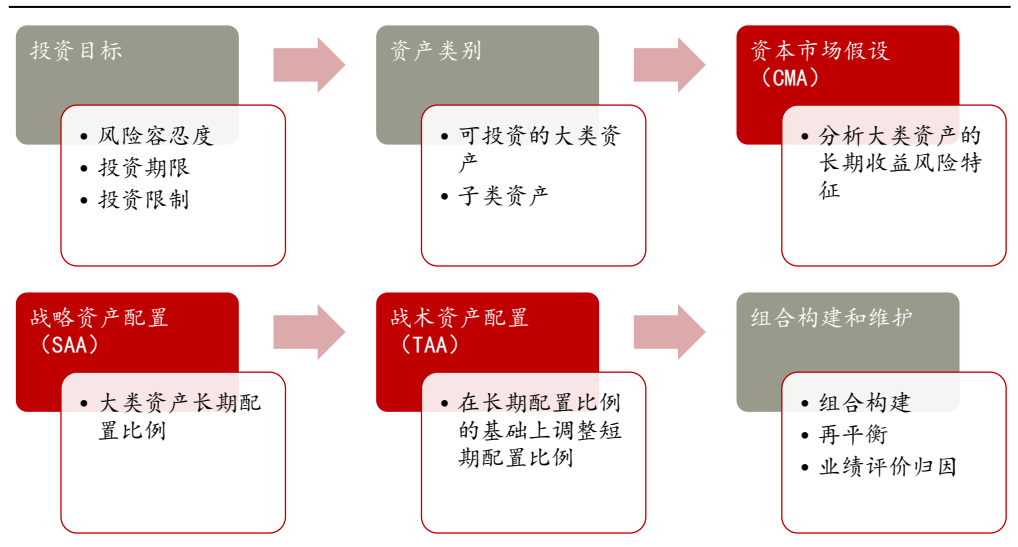 投资目标
• 风险容忍度
• 投资期限
• 投资限制
资产类别
• 可投资的大类资
产
• 子类资产
资本市场假设
（CMA）
• 分析大类资产的
长期收益风险特
征
战略资产配置
（SAA）
• 大类资产长期配
置比例
战术资产配置
（TAA）
• 在长期配置比例
的基础上调整短
期配置比例
组合构建和维护
• 组合构建
• 再平衡
• 业绩评价归因